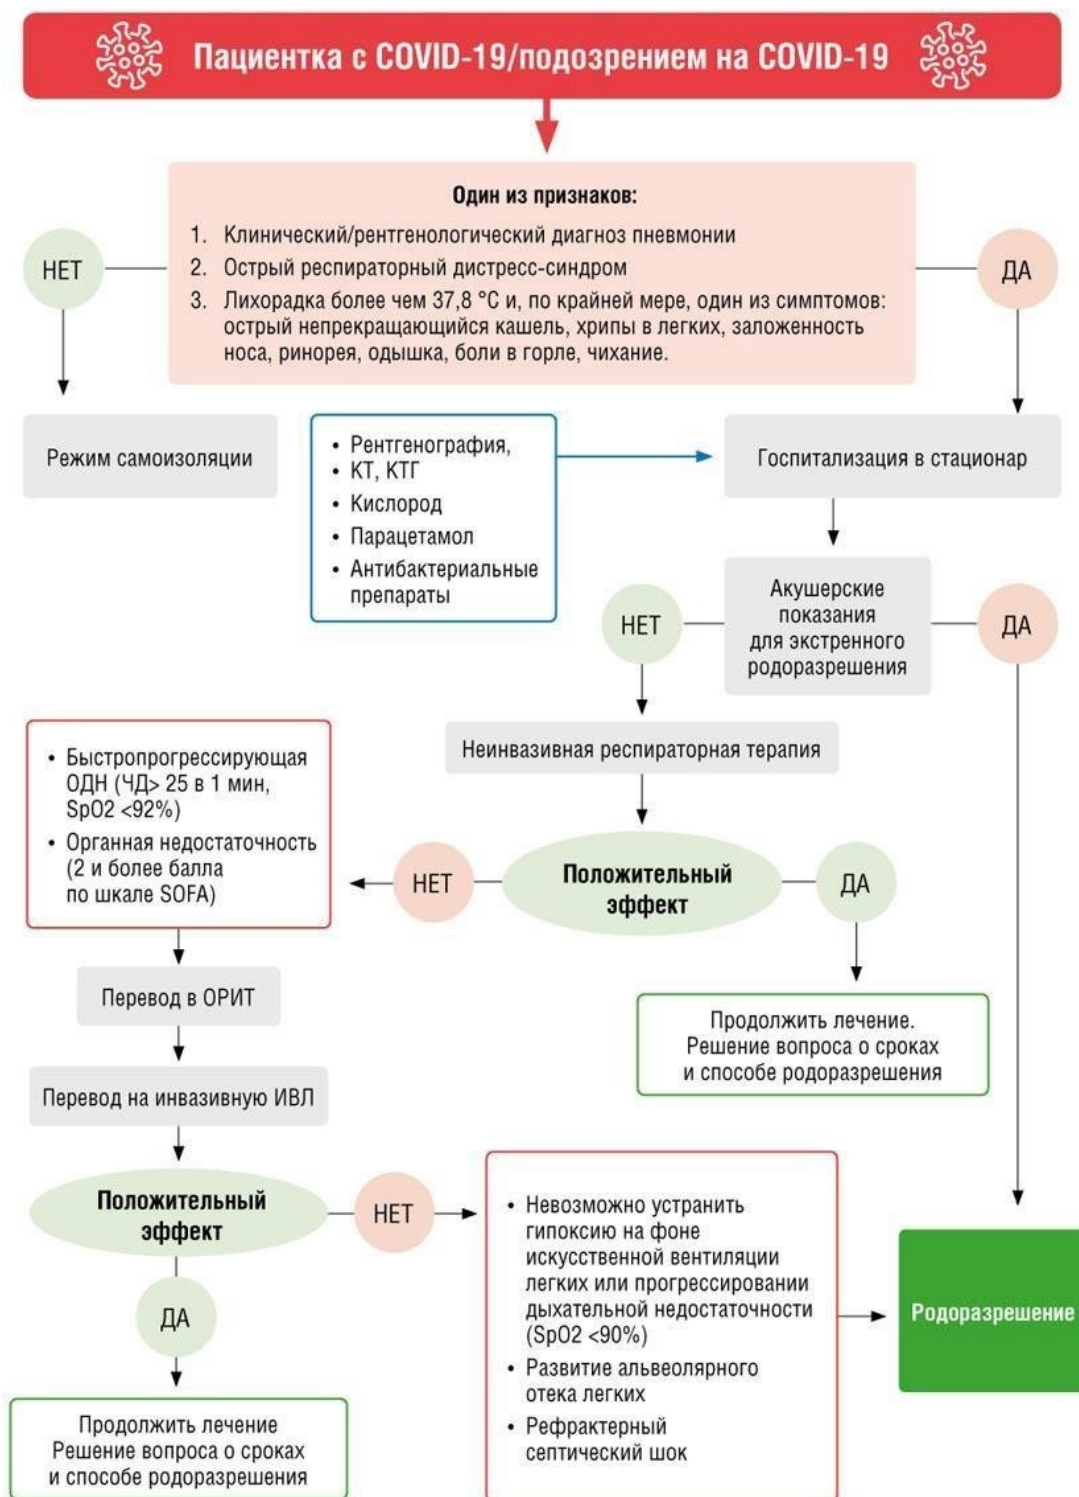 Пациентка с COVID-19/подозрением на COVID-19
Один из признаков:
1. Клинический/рентгенологический диагноз пневмонии
2. Острый респираторный дистресс-синдром
3. Лихорадка более чем 37,8 °C и, по крайней мере, один из симптомов:
острый непрекращающийся кашель, хрипы в легких, заложенность
носа, ринорея, одышка, боли в горле, чихание.
НЕТ
ДА
Режим самоизоляции
• Рентгенография,
• КТ, КТГ
• Кислород
• Парацетамол
• Антибактериальные
препараты
Госпитализация в стационар
Акушерские
показания
для экстренного
родоразрешения
НЕТ
ДА
Неинвазивная респираторная терапия
• Быстропрогрессирующая
ОДН (ЧД> 25 в 1 мин,
SpO2 <92%)
• Органная недостаточность
(2 и более балла
по шкале SOFA)
НЕТ
Положительный
эффект
ДА
Перевод в ОРИТ
Продолжить лечение.
Решение вопроса о сроках
и способе родоразрешения
Перевод на инвазивную ИВЛ
Положительный
эффект
НЕТ
• Невозможно устранить
гипоксию на фоне
искусственной вентиляции
легких или прогрессировании
дыхательной недостаточности
(SpO2 <90%)
• Развитие альвеолярного
отека легких
• Рефрактерный
септический шок
Родоразрешение
ДА
Продолжить лечение
Решение вопроса о сроках
и способе родоразрешения